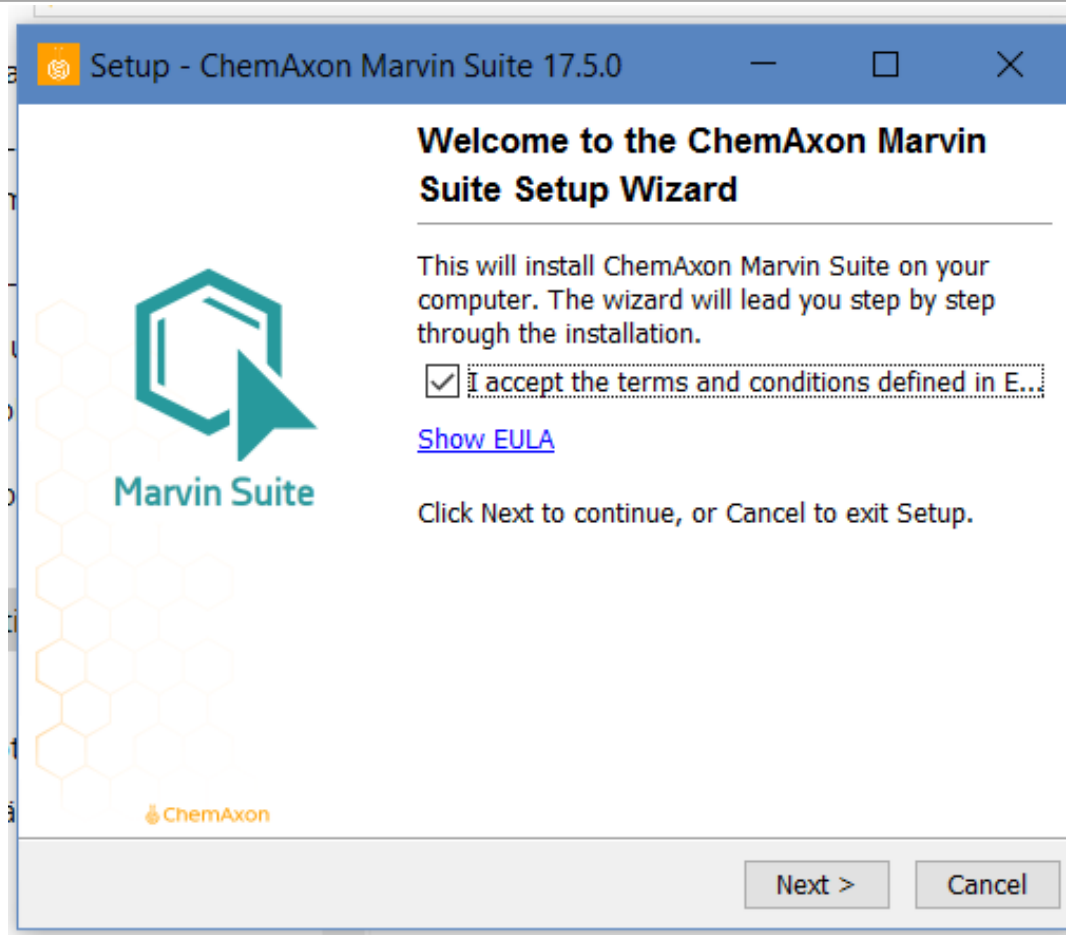 Setup - ChemAxon Marvin Suite 17.5.0
Welcome to the ChemAxon Marvin
Suite Setup Wizard
This will install ChemAxon Marvin Suite on your
computer. The wizard will lead you step by step
through the installation.
I accept the terms and conditions defined in E...
Show EULA
Click Next to continue, or Cancel to exit Setup.
Marvin Suite
ChemAxon
Next >
Cancel